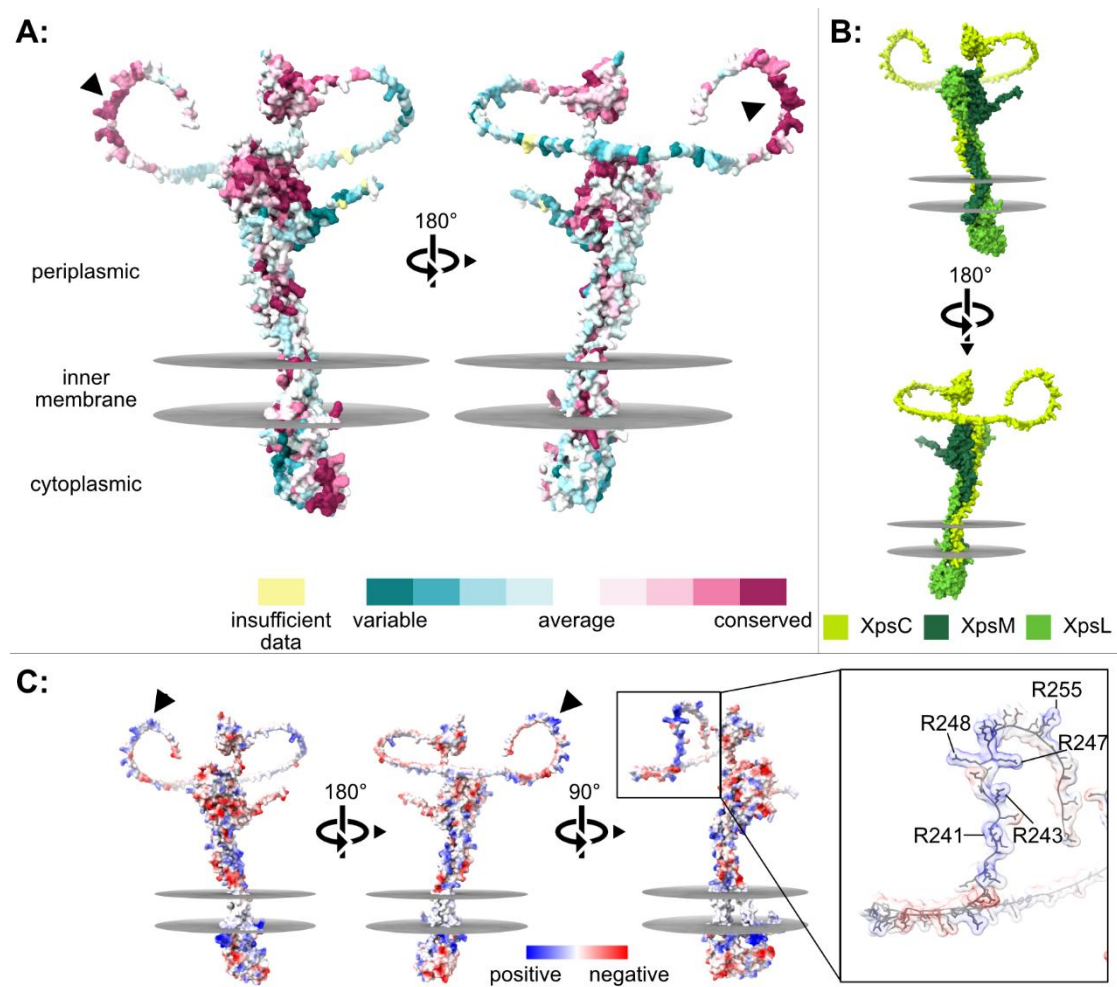 A:
180°
periplasmic
inner
membrane
cytoplasmic
insufficient
data
variable
average
conserved
B:
180°
XpsC
XpsM
XpsL
C:
180°
90°
positive
negative
R255
R248
R247
R241
R243